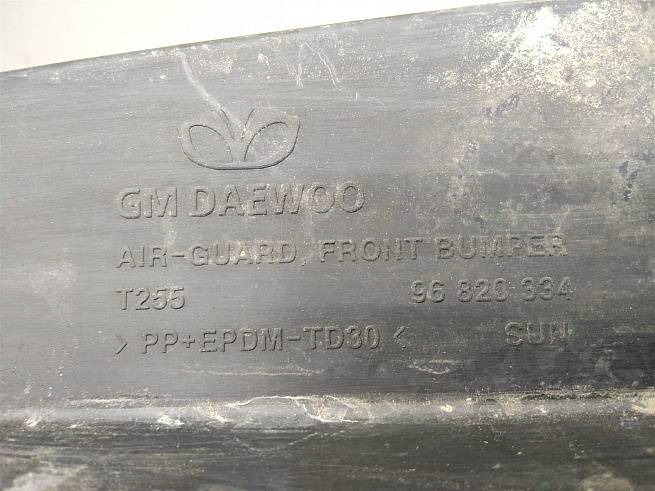 GM DAEWOO
AIR-GUARD, FRONT BUMPER
T255 96 820 334
> PP+EPDM-TD30 < SUN